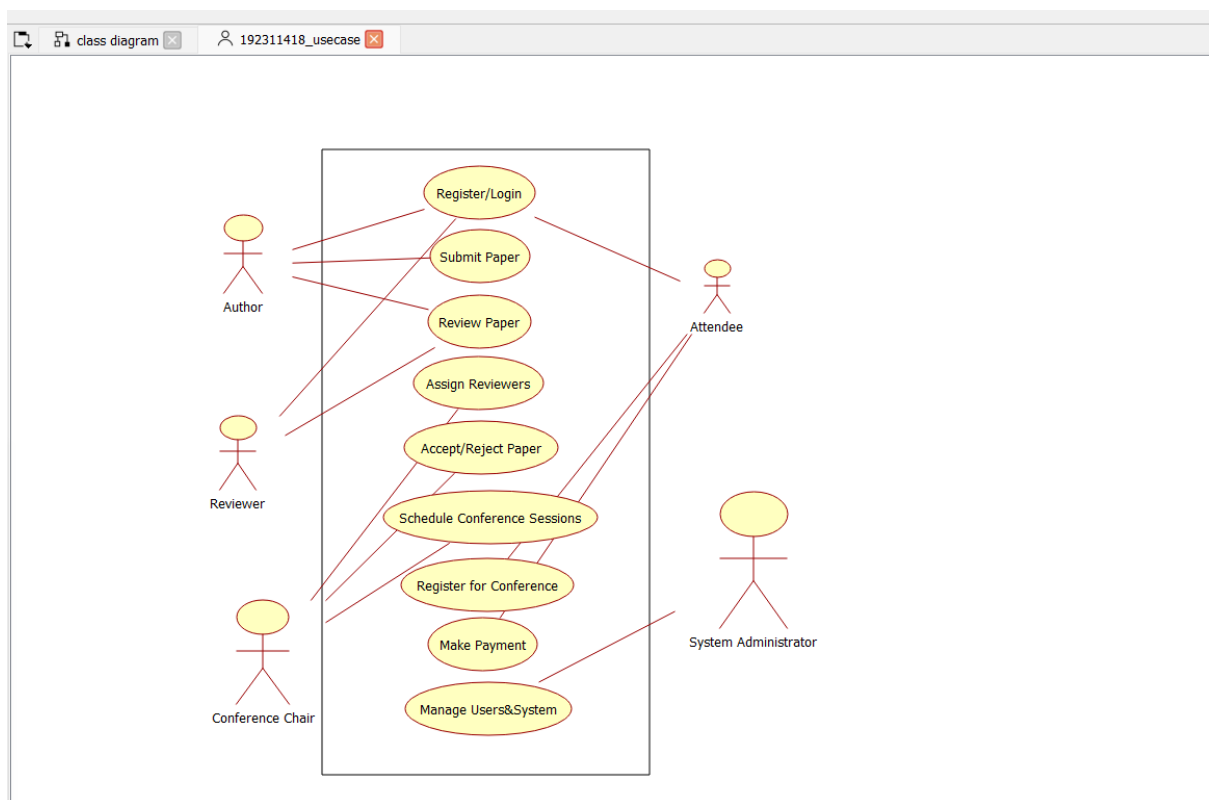 class diagram
192311418_usecase
Register/Login
Submit Paper
Author
Review Paper
Attendee
Assign Reviewers
Accept/Reject Paper
Reviewer
Schedule Conference Sessions
Register for Conference
Make Payment
System Administrator
Manage Users&System
Conference Chair